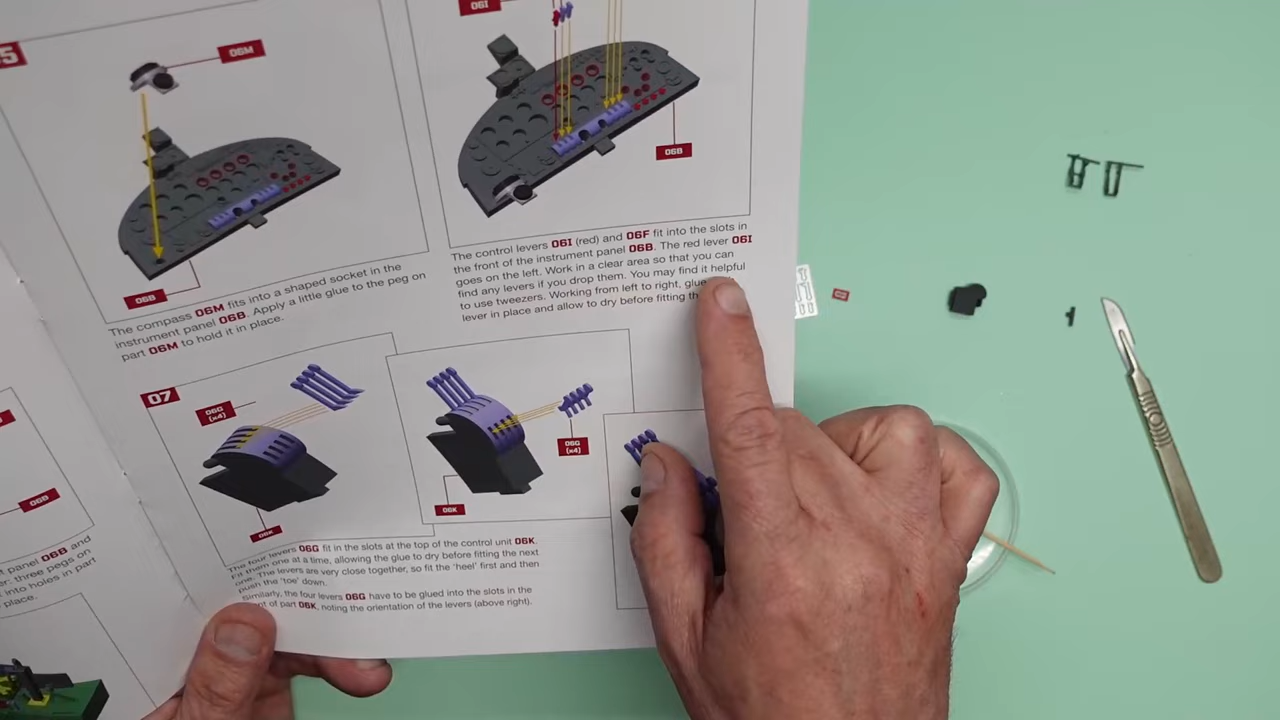 5
06M
06B
The compass 06M fits into a shaped socket in the
instrument panel 06B. Apply a little glue to the peg on
part 06M to hold it in place.
06I
06B
The control levers 06I (red) and 06F fit into the slots in
the front of the instrument panel 06B. The red lever 06I
goes on the left. Work in a clear area so that you can
find any levers if you drop them. You may find it helpful
to use tweezers. Working from left to right, glue
lever in place and allow to dry before fitting
07
06G
(x4)
06K
06G
(x4)
06K
The four levers 06G fit in the slots at the top of the control unit 06K.
Fit them one at a time, allowing the glue to dry before fitting the next
one. The levers are very close together, so fit the 'heel' first and then
push the 'toe' down.
Similarly, the four levers 06G have to be glued into the slots in the
of part 06K, noting the orientation of the levers (above right).
06D
panel 06B and
three pegs on
into holes in part
place.